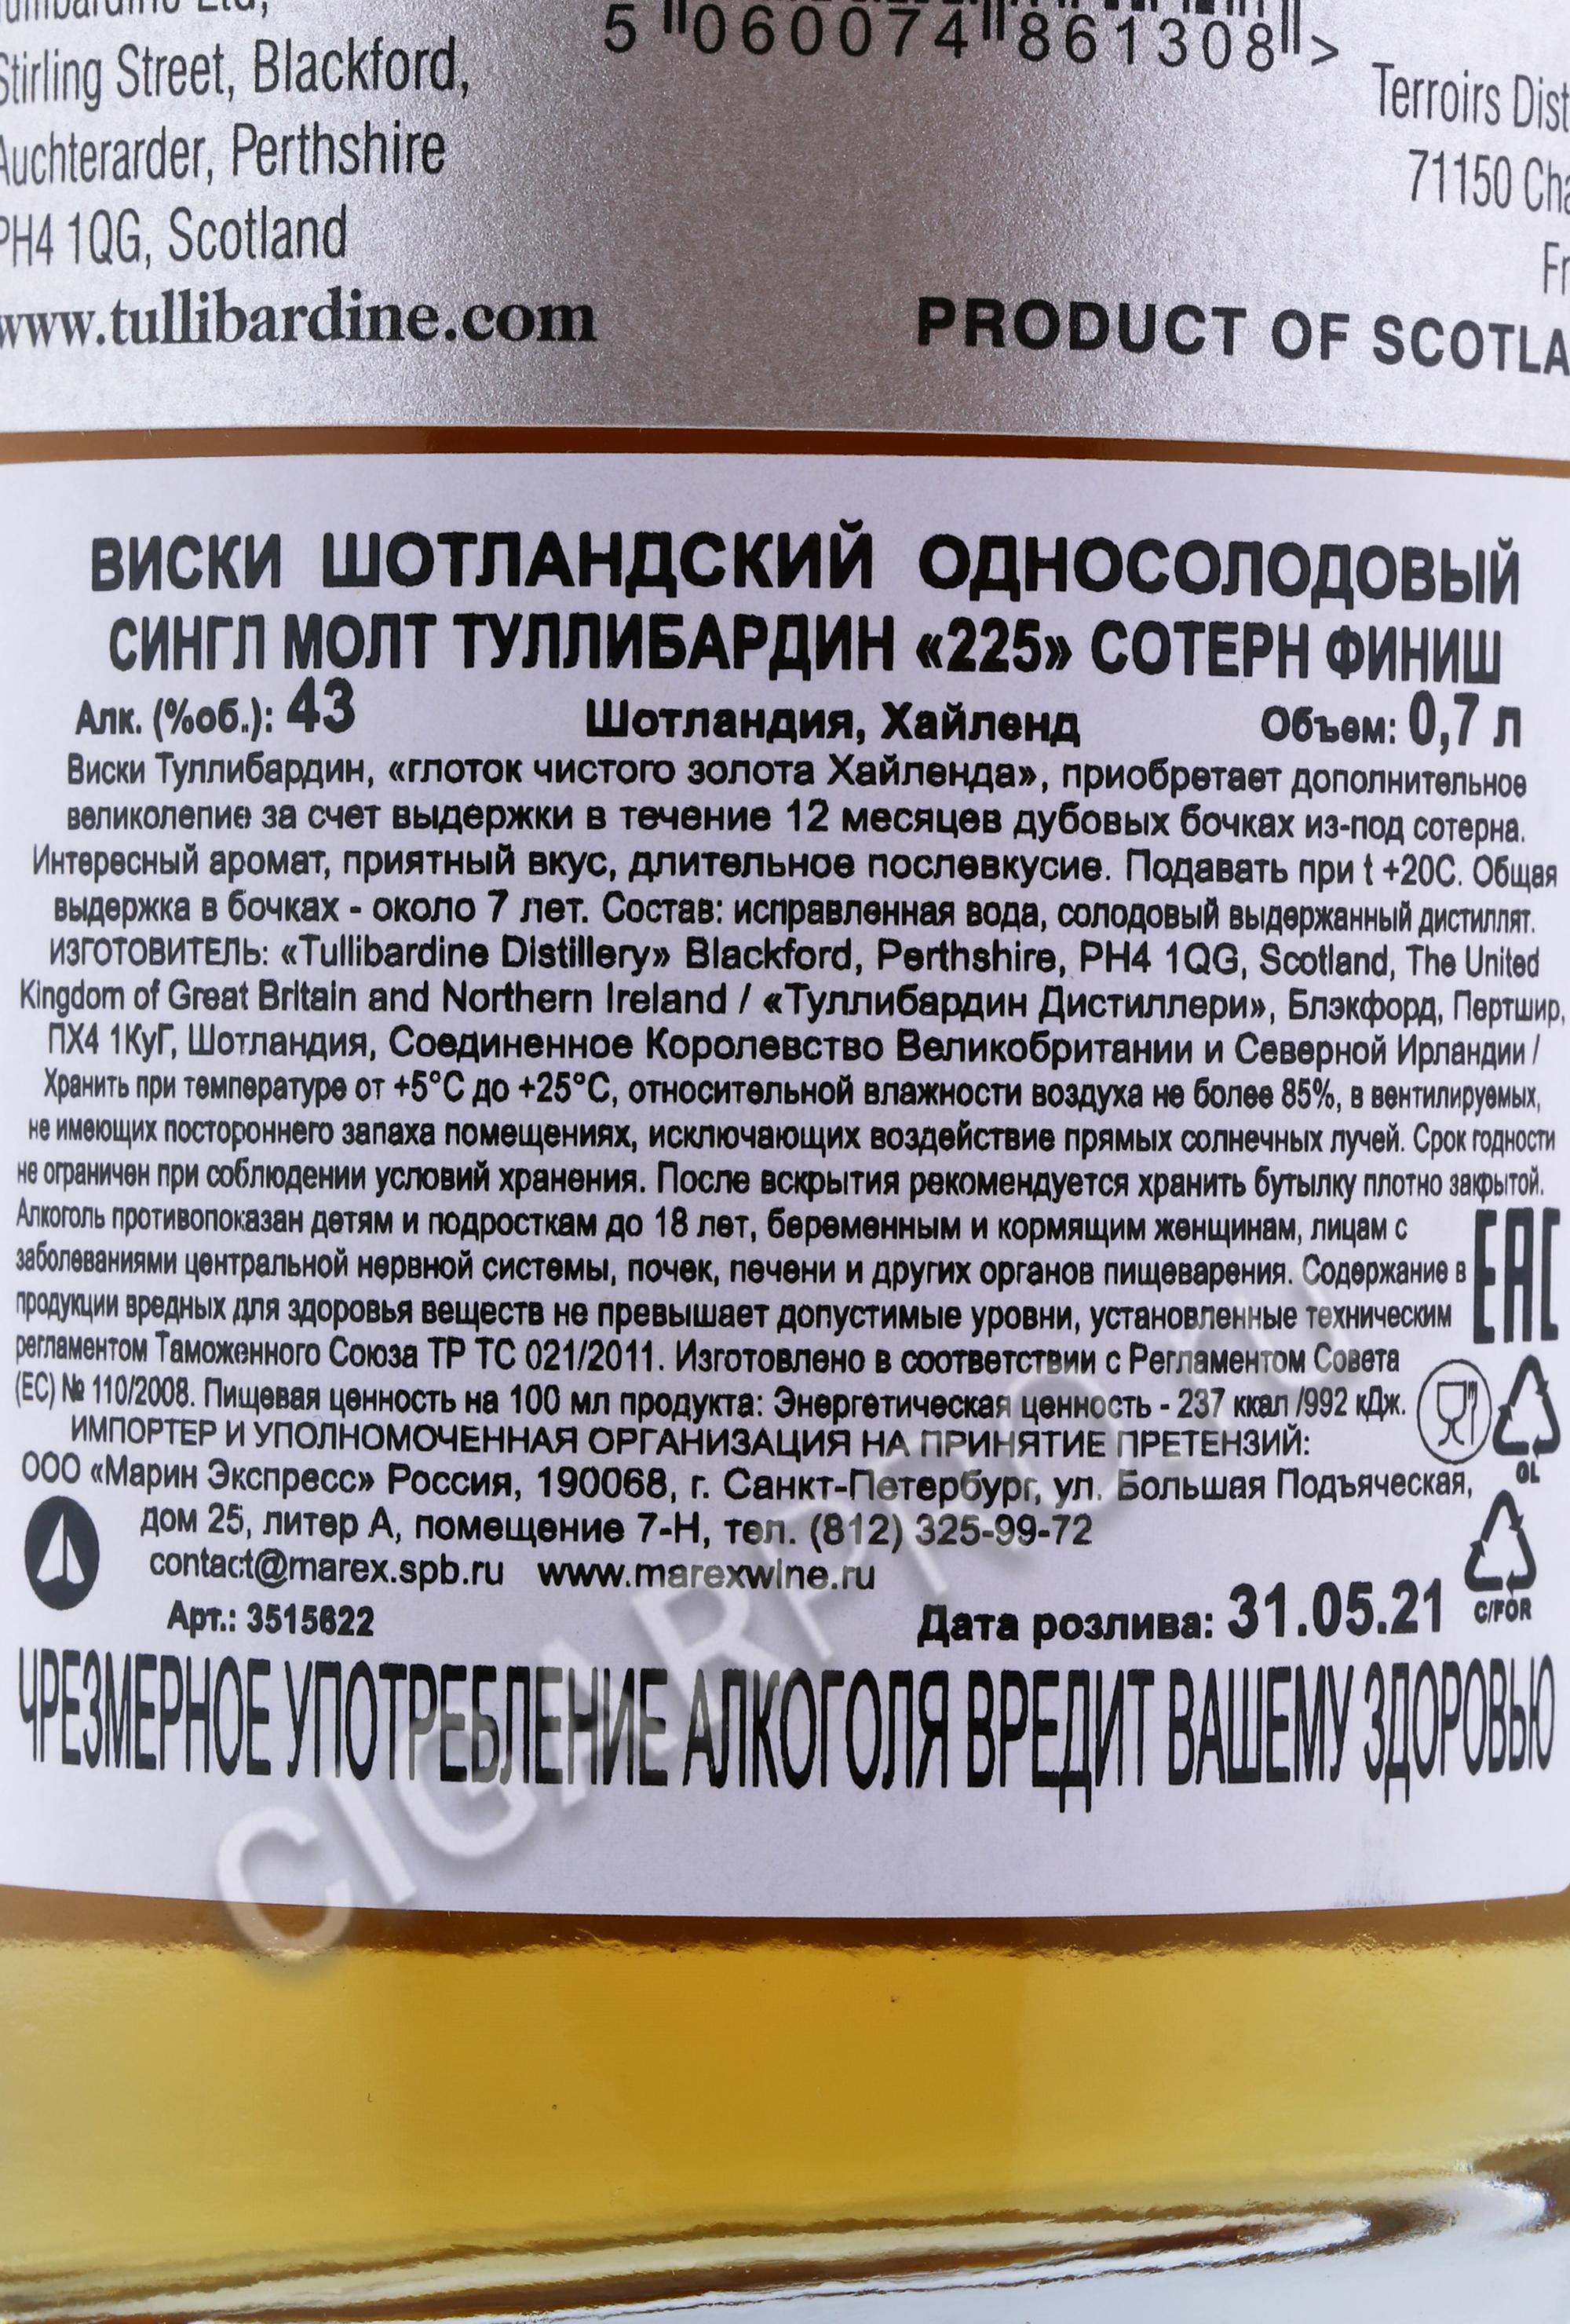 Stirling Street, Blackford,
Auchterarder, Perthshire
PH4 1QG, Scotland
www.tullibardine.com
5 060074 861308 >
Terroirs
71150
PRODUCT OF
ВИСКИ ШОТЛАНДСКИЙ ОДНОСОЛОДОВЫЙ
СИНГЛ МОЛТ ТУЛЛИБАРДИН «225» СОТЕРН ФИНИШ
Алк. (%об.): 43 Шотландия, Хайленд Объем: 0,7 л
Виски Туллибардин, «глоток чистого золота Хайленда», приобретает дополнительное
великолепие за счет выдержки в течение 12 месяцев дубовых бочках из-под сотерна.
Интересный аромат, приятный вкус, длительное послевкусие. Подавать при t +20С. Общая
выдержка в бочках - около 7 лет. Состав: исправленная вода, солодовый выдержанный дистиллят.
ИЗГОТОВИТЕЛЬ: «Tullibardine Distillery» Blackford, Perthshire, PH4 1QG, Scotland, The United
Kingdom of Great Britain and Northern Ireland / «Туллибардин Дистиллери», Блэкфорд, Пертшир,
ПХ4 1КуГ, Шотландия, Соединенное Королевство Великобритании и Северной Ирландии /
Хранить при температуре от +5°С до +25°С, относительной влажности воздуха не более 85%, в вентилируемых,
не имеющих постороннего запаха помещениях, исключающих воздействие прямых солнечных лучей. Срок годности
не ограничен при соблюдении условий хранения. После вскрытия рекомендуется хранить бутылку плотно закрытой.
Алкоголь противопоказан детям и подросткам до 18 лет, беременным и кормящим женщинам, лицам с
заболеваниями центральной нервной системы, почек, печени и других органов пищеварения. Содержание в
продукции вредных для здоровья веществ не превышает допустимые уровни, установленные техническим
регламентом Таможенного Союза ТР ТС 021/2011. Изготовлено в соответствии с Регламентом Совета
(ЕС) № 110/2008. Пищевая ценность на 100 мл продукта: Энергетическая ценность - 237 ккал /992 кДж.
EAC
ИМПОРТЕР И УПОЛНОМОЧЕННАЯ ОРГАНИЗАЦИЯ НА ПРИНЯТИЕ ПРЕТЕНЗИЙ:
ООО «Марин Экспресс» Россия, 190068, г. Санкт-Петербург, ул. Большая Подъяческая,
дом 25, литер А, помещение 7-Н, тел. (812) 325-99-72
contact@marex.spb.ru www.marexwine.ru
GL
C/FOR
Арт.: 3515622 Дата розлива: 31.05.21
ЧРЕЗМЕРНОЕ УПОТРЕБЛЕНИЕ АЛКОГОЛЯ ВРЕДИТ ВАШЕМУ ЗДОРОВЬЮ
CIGARPRO.ru